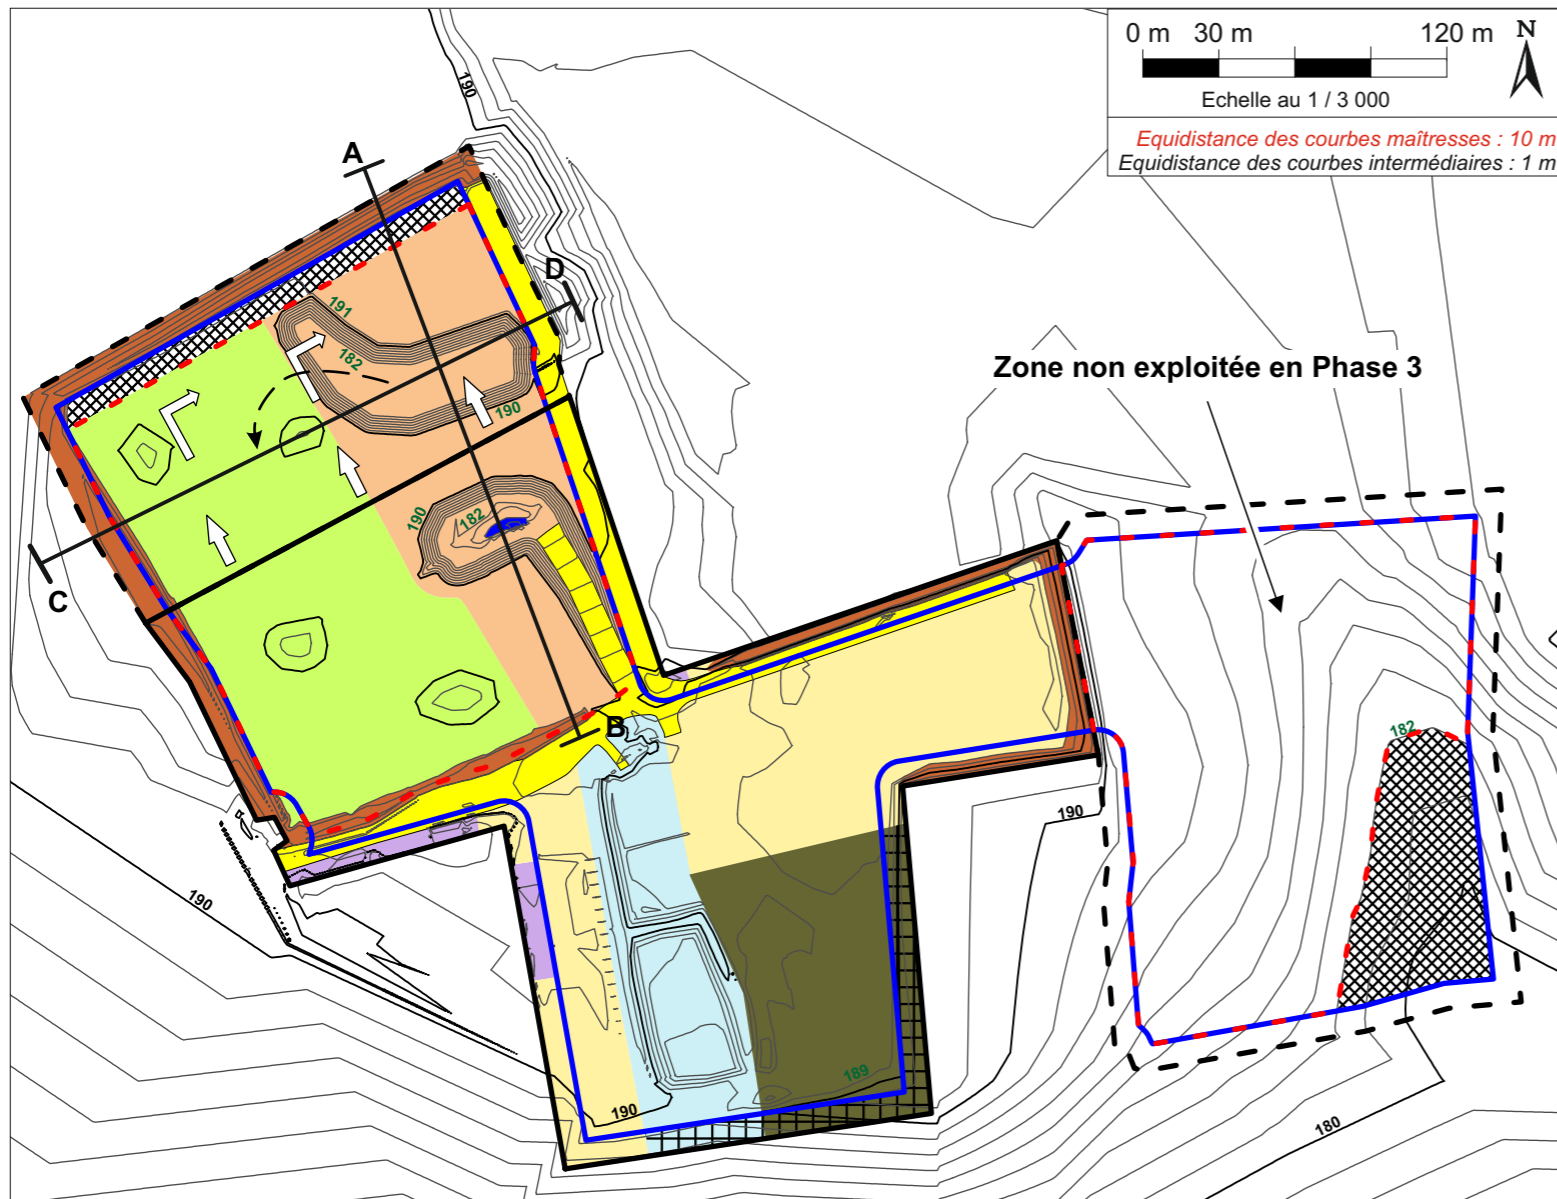 0 m 30 m 120 m
N
Echelle au 1 / 3 000
Equidistance des courbes maîtresses : 10 m
Equidistance des courbes intermédiaires : 1 m
190
A
D
191
182
190
Zone non exploitée en Phase 3
190
182
C
B
182
190
190
189
190
180